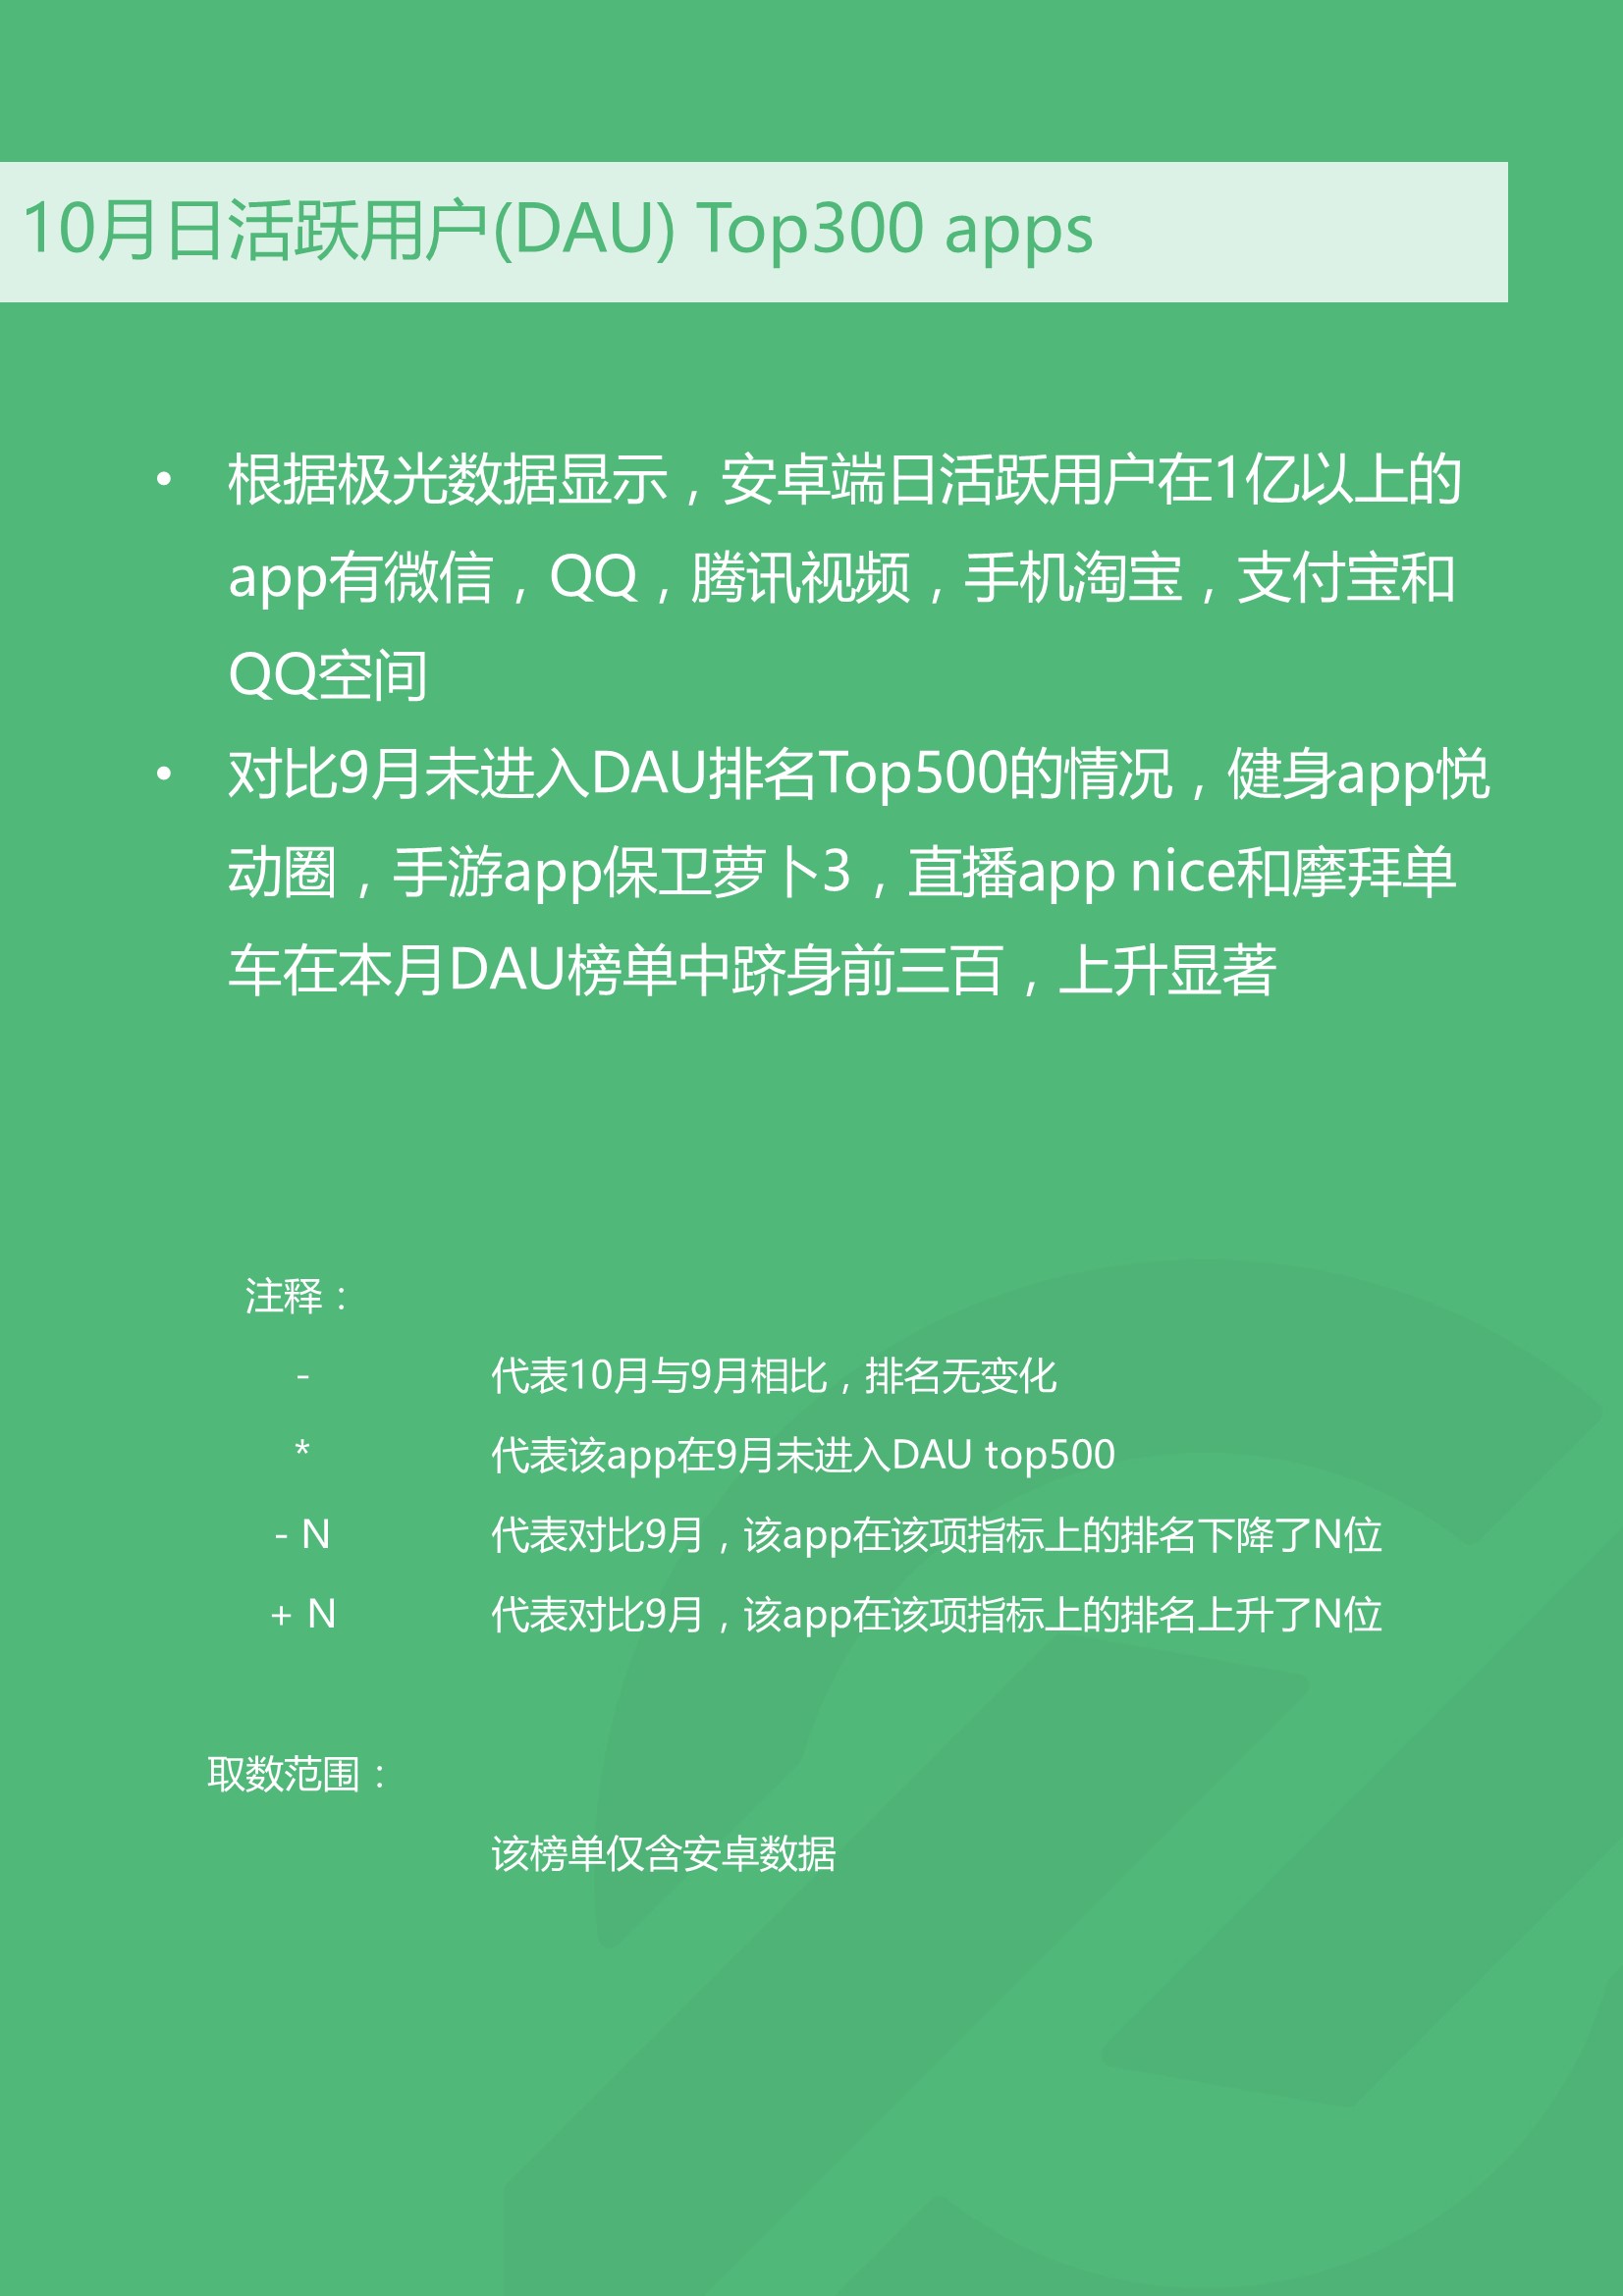 10月日活跃用户(DAU) Top300 apps
• 根据极光数据显示，安卓端日活跃用户在1亿以上的
app有微信，QQ，腾讯视频，手机淘宝，支付宝和
QQ空间
• 对比9月未进入DAU排名Top500的情况，健身app悦
动圈，手游app保卫萝卜3，直播app nice和摩拜单
车在本月DAU榜单中跻身前三百，上升显著
注释：
- 代表10月与9月相比，排名无变化
* 代表该app在9月未进入DAU top500
- N 代表对比9月，该app在该项指标上的排名下降了N位
+ N 代表对比9月，该app在该项指标上的排名上升了N位
取数范围：
该榜单仅含安卓数据